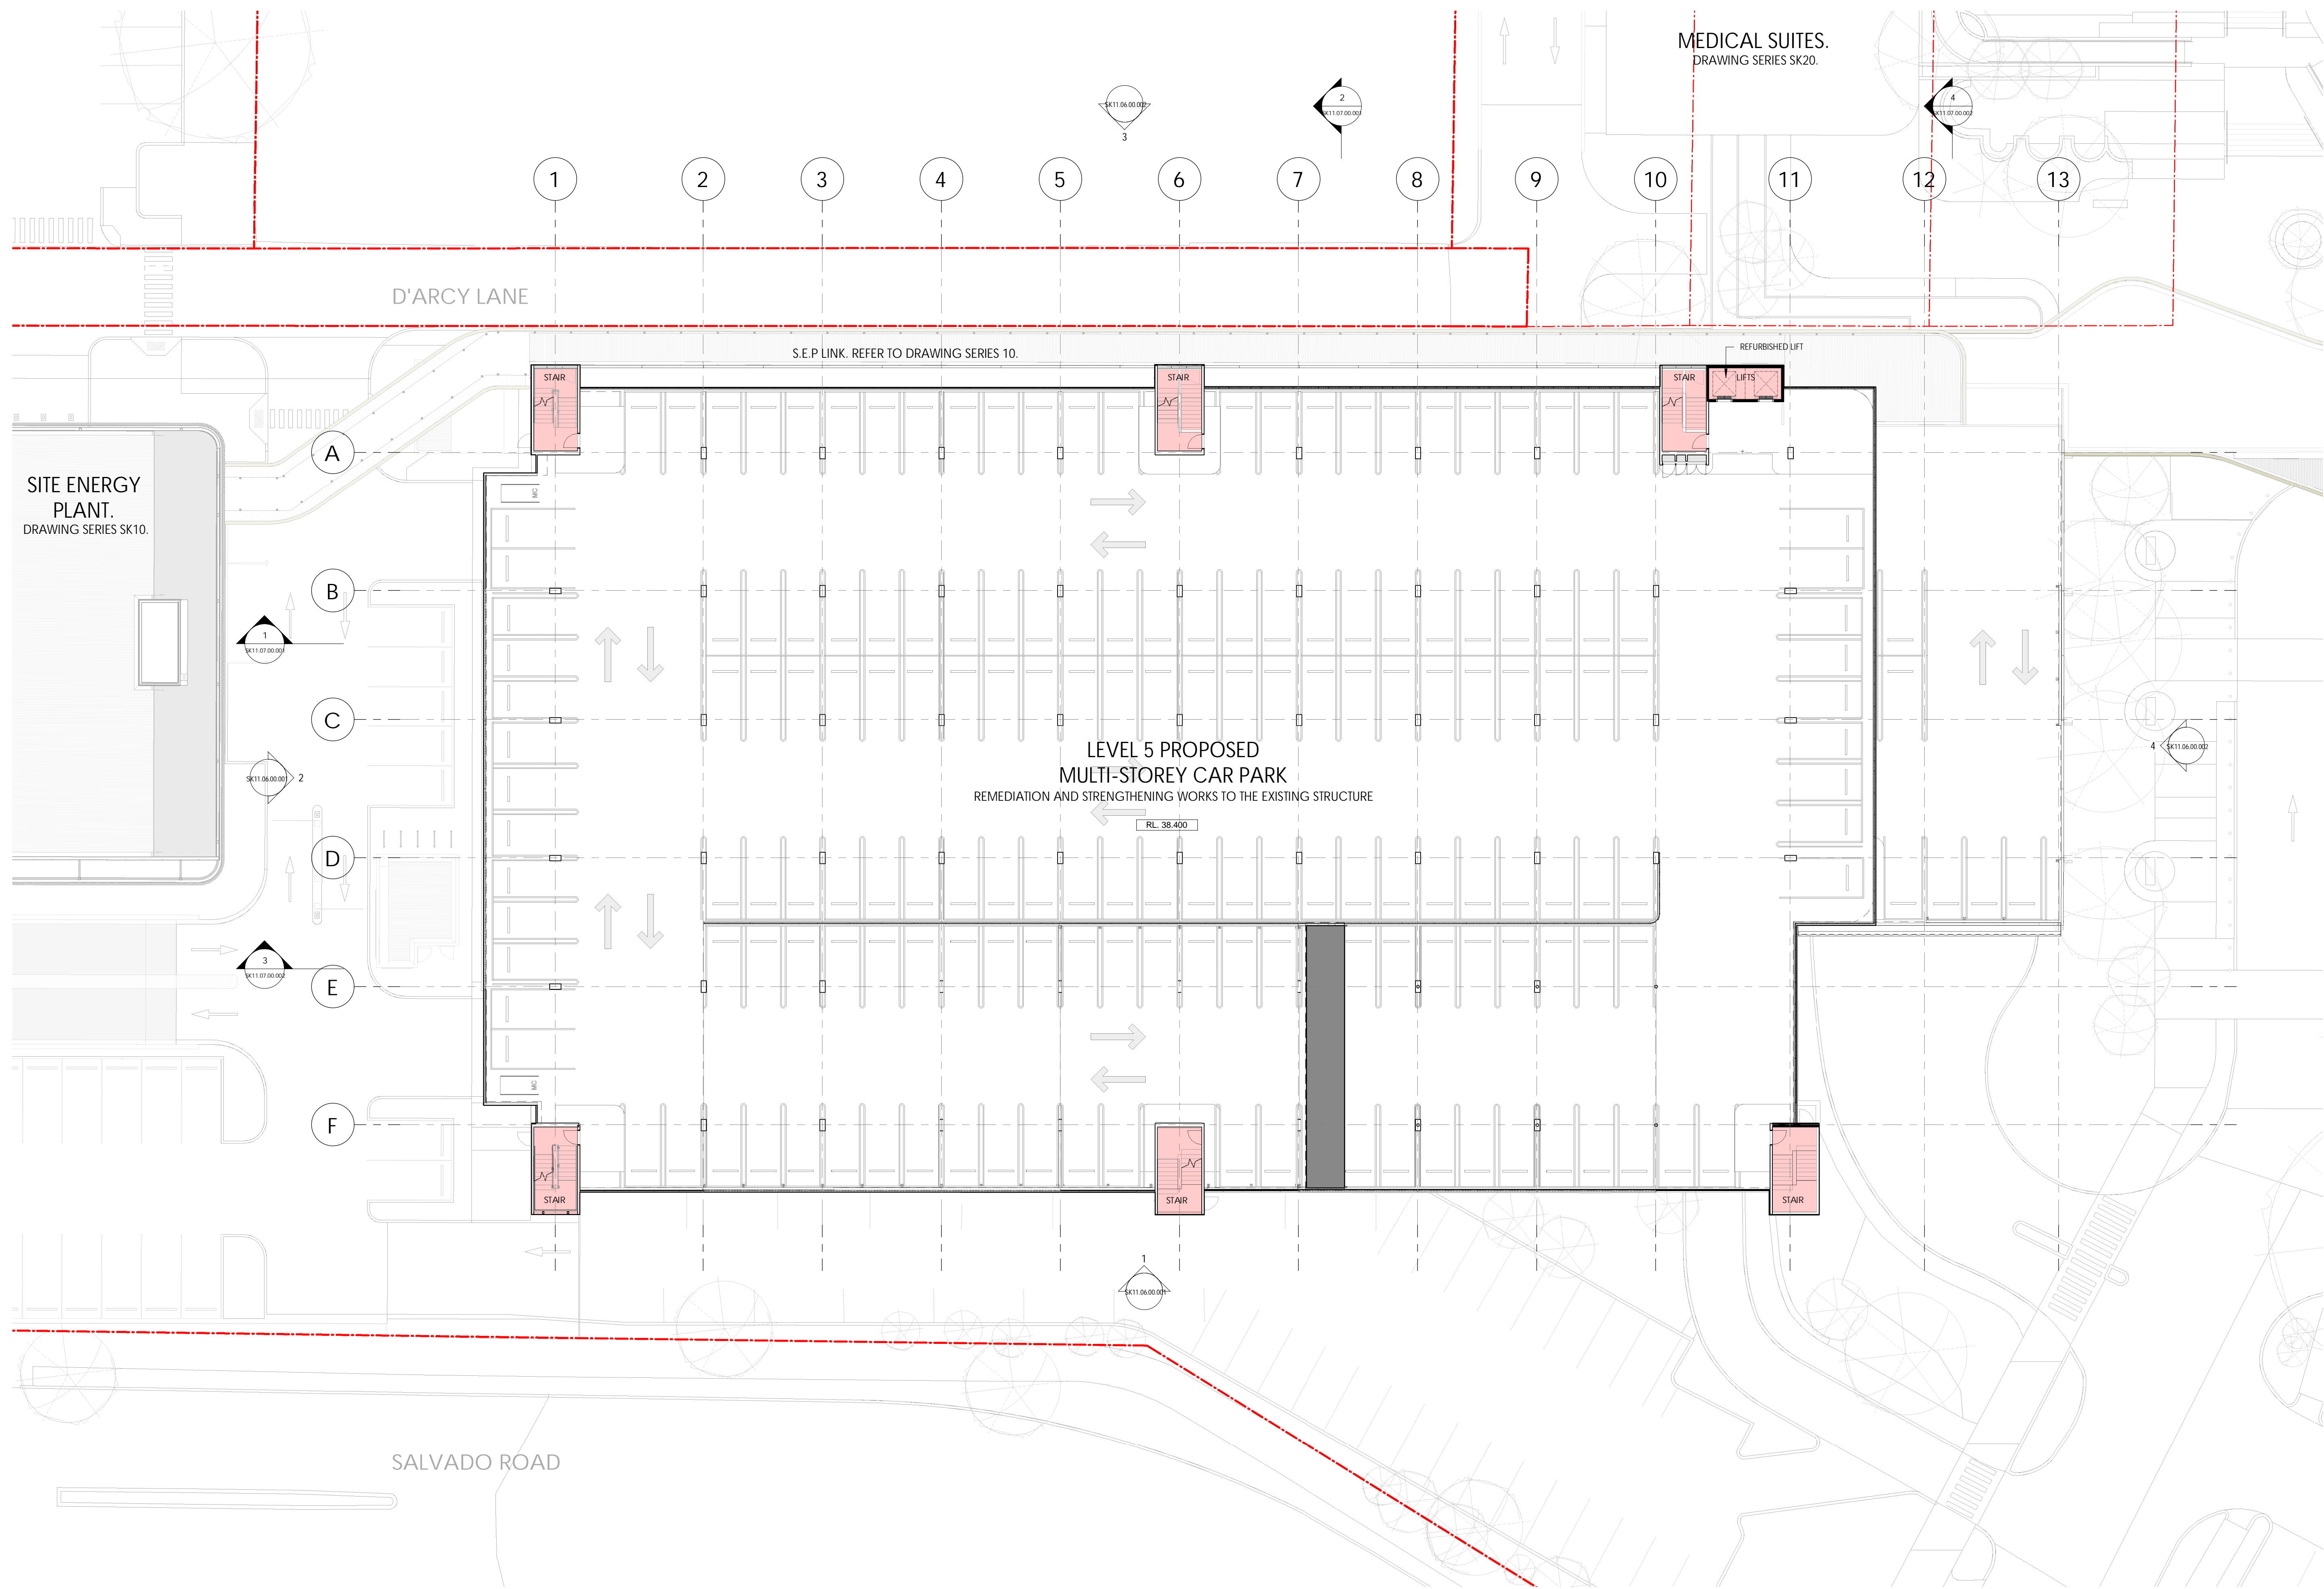 MEDICAL SUITES.
DRAWING SERIES SK20.
SK11.06.00.002
3
2
SK11.07.00.001
4
SK11.07.00.002
1
2
3
4
5
6
7
8
9
10
11
12
13
D'ARCY LANE
S.E.P LINK. REFER TO DRAWING SERIES 10.
REFURBISHED LIFT
STAIR
STAIR
STAIR
LIFTS
A
SITE ENERGY
PLANT.
DRAWING SERIES SK10.
MC
B
1
SK11.07.00.001
C
LEVEL 5 PROPOSED
MULTI-STOREY CAR PARK
REMEDIATION AND STRENGTHENING WORKS TO THE EXISTING STRUCTURE
RL. 38.400
SK11.06.00.001
2
4
SK11.06.00.002
D
3
SK11.07.00.002
E
MC
F
STAIR
STAIR
STAIR
1
SK11.06.00.001
SALVADO ROAD